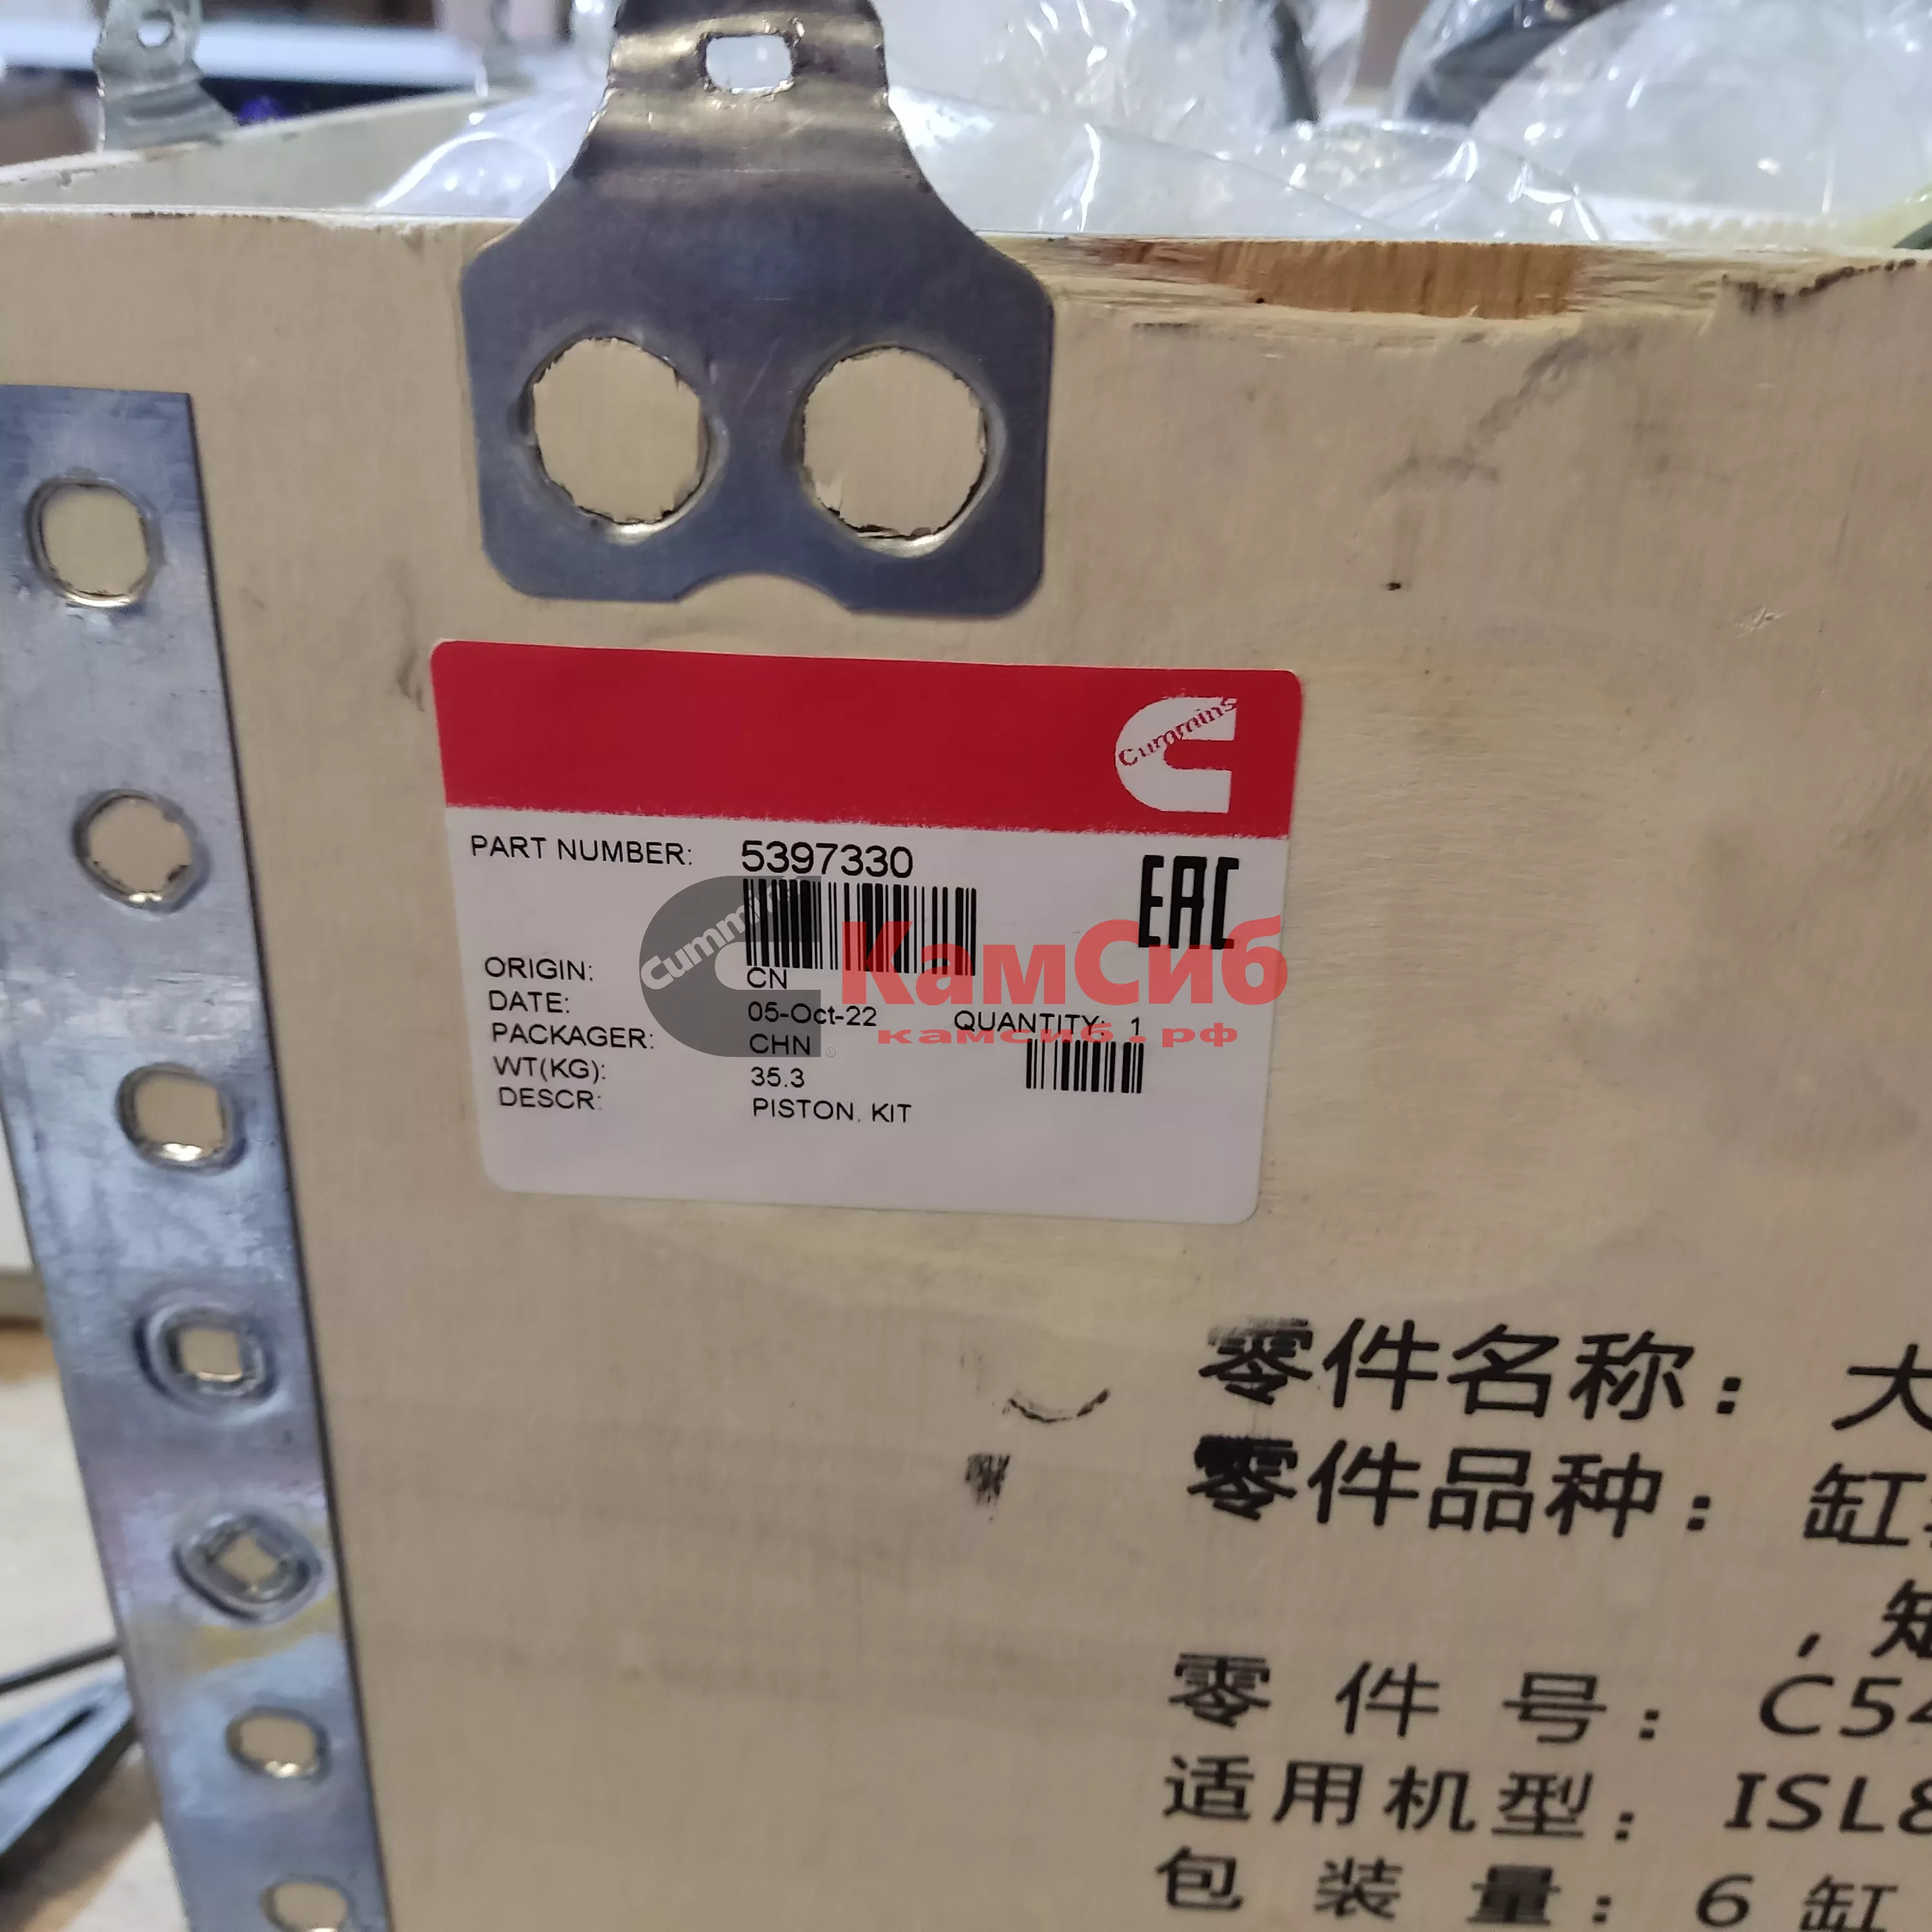 Cummins
PART NUMBER: 5397330
EAC
Cummins
КамСиб
камсиб.рф
ORIGIN: CN
DATE: 05-Oct-22 QUANTITY: 1
PACKAGER: CHN
WT(KG): 35.3
DESCR: PISTON, KIT
零件名称: 大
零件品种: 缸
,
零件号: C54
适用机型: ISL8
包装量: 6 缸